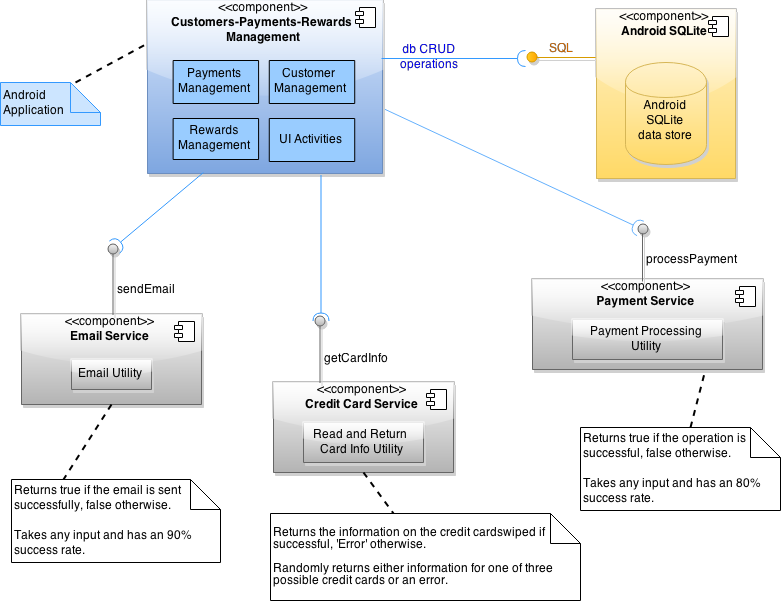 <<component>>
Customers-Payments-Rewards
Management
Payments
Management
Customer
Management
Rewards
Management
UI Activities
Android
Application
db CRUD
operations
SQL
<<component>>
Android SQLite
Android
SQLite
data store
sendEmail
<<component>>
Email Service
Email Utility
getCardInfo
<<component>>
Credit Card Service
Read and Return
Card Info Utility
processPayment
<<component>>
Payment Service
Payment Processing
Utility
Returns true if the email is sent
successfully, false otherwise.
Takes any input and has an 90%
success rate.
Returns the information on the credit cardswiped if
successful, 'Error' otherwise.
Randomly returns either information for one of three
possible credit cards or an error.
Returns true if the operation is
successful, false otherwise.
Takes any input and has an 80%
success rate.